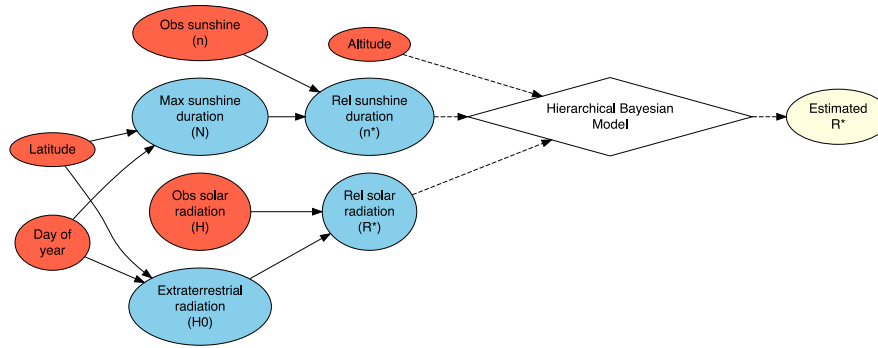 Obs sunshine
(n)
Altitude
Max sunshine
duration
(N)
Rel sunshine
duration
(n*)
Hierarchical Bayesian
Model
Estimated
R*
Latitude
Obs solar
radiation
(H)
Rel solar
radiation
(R*)
Day of
year
Extraterrestrial
radiation
(H0)